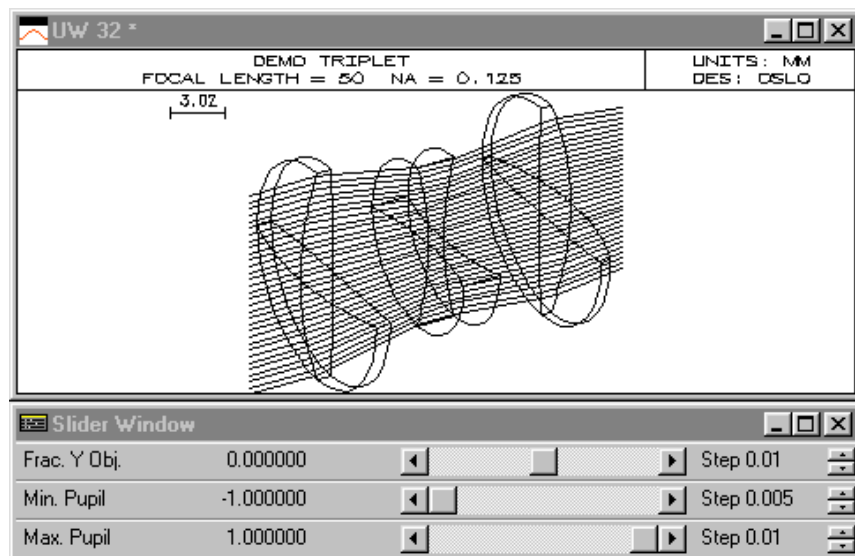 UW 32 *
DEMO TRIPLET
FOCAL LENGTH = 50 NA = 0.125
UNITS: MM
DES: OSLO
3.02
Slider Window
Frac. Y Obj. 0.000000 Step 0.01
Min. Pupil -1.000000 Step 0.005
Max. Pupil 1.000000 Step 0.01